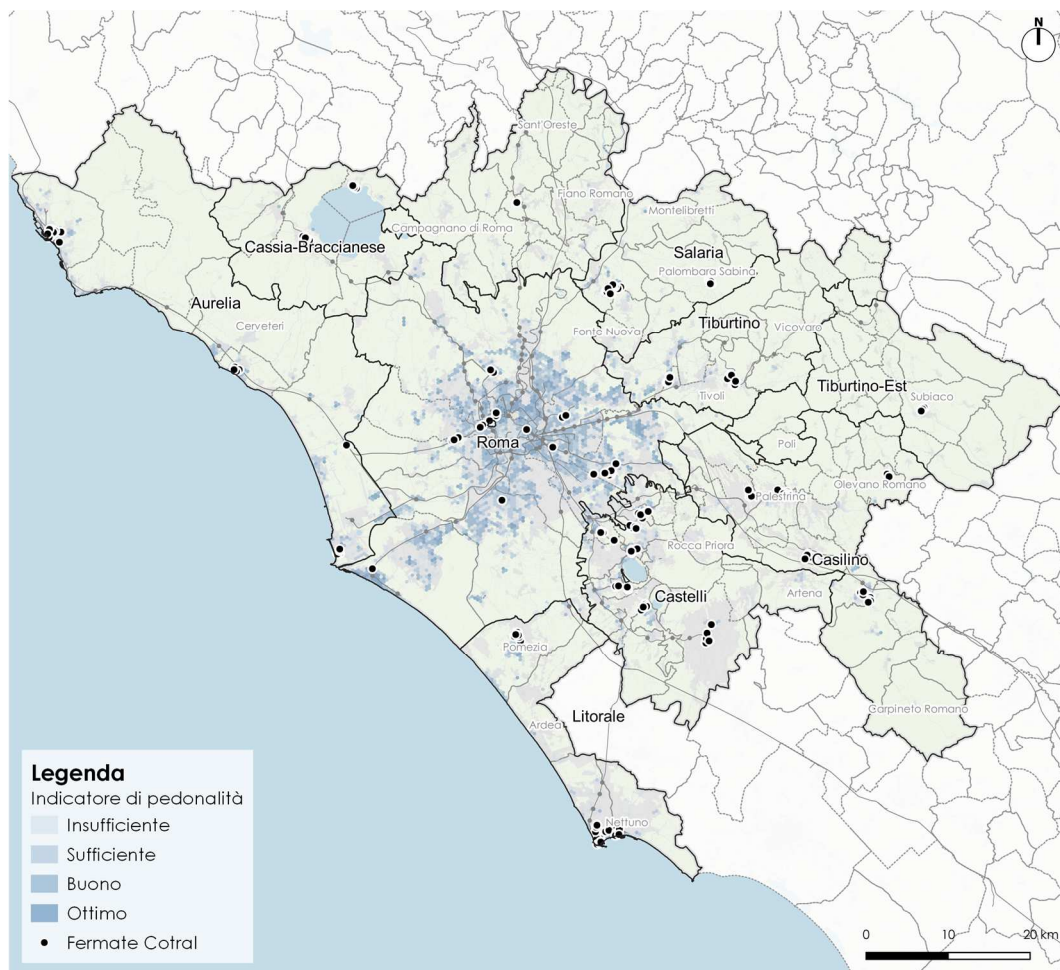 N
Sant'Oreste
Fiano Romano
Montelibretti
Campagnano di Roma
Cassia-Braccianese
Salaria
Palombara Sabina
Aurelia
Cerveteri
Fonte Nuova
Tiburtino
Vicovaro
Tivoli
Tiburtino-Est
Subiaco
Roma
Poli
Olevano Romano
Palestrina
Rocca Priora
Casilino
Artena
Castelli
Pomezia
Carpineto Romano
Litorale
Ardea
Nettuno
Legenda
Indicatore di pedonalità
Insufficiente
Sufficiente
Buono
Ottimo
Fermate Cotral
0 10 20 km